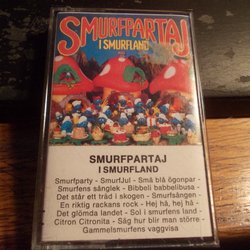 SMURFPARTAJ
I SMURFLAND
SMURFPARTAJ
I SMURFLAND
Smurfparty - SmurfJul - Små blå ögonpar -
Smurfens sånglek - Bibbeli babbelibusa -
Det står ett träd i skogen - Smurfsången -
En riktig rackans rock - Hej hå, hej hå -
Det glömda landet - Sol i smurfens land -
Citron Citronita - Säg hur blir man större -
Gammelsmurfens vaggvisa